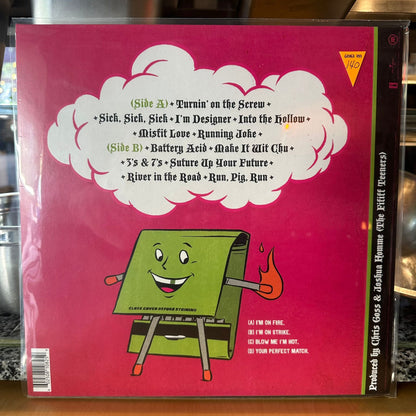 (Side A) • Turnin' on the Screw •
• Sick, Sick, Sick • I'm Designer • Into the Hollow •
Misfit Love • Running Joke •
(Side B) • Battery Acid • Make It Wit Chu •
• 3's & 7's • Suture Up Your Future •
River in the Road • Run, Pig, Run •
140
CLOSE COVER BEFORE STRIKING
(A) I'M ON FIRE.
(B) I'M ON STRIKE.
(C) BLOW ME I'M HOT.
(D) YOUR PERFECT MATCH.
Produced by Chris Goss & Joshua Homme (The Fififf Teeners)